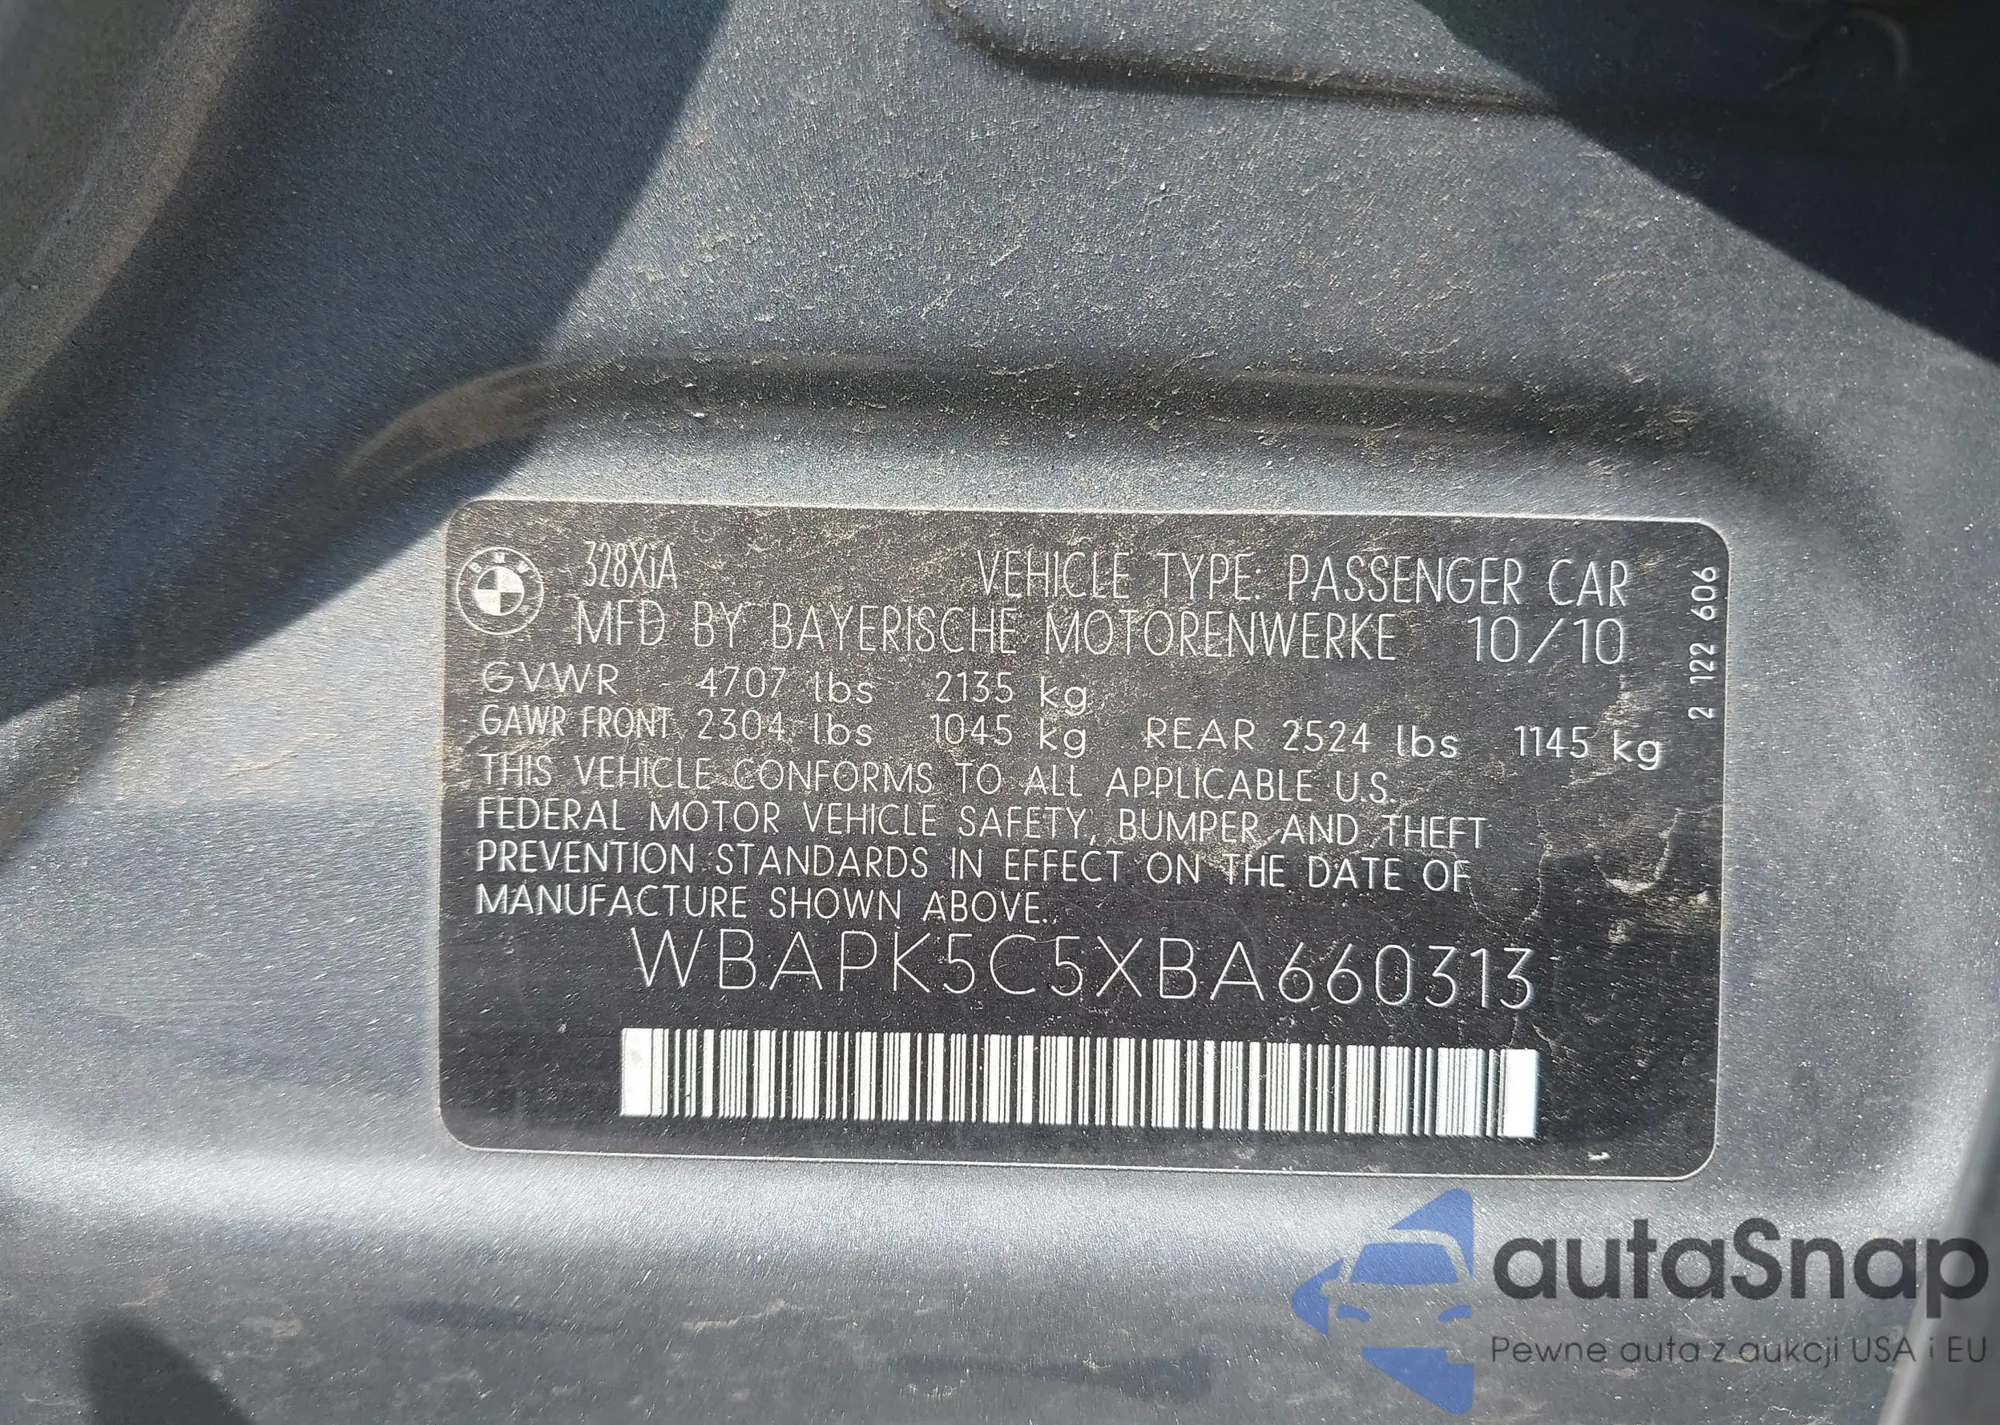 BMW
328XiA VEHICLE TYPE: PASSENGER CAR
MFD BY BAYERISCHE MOTORENWERKE 10/10
GVWR 4707 lbs 2135 kg
GAWR FRONT 2304 lbs 1045 kg REAR 2524 lbs 1145 kg
THIS VEHICLE CONFORMS TO ALL APPLICABLE U.S.
FEDERAL MOTOR VEHICLE SAFETY, BUMPER AND THEFT
PREVENTION STANDARDS IN EFFECT ON THE DATE OF
MANUFACTURE SHOWN ABOVE.
WBAPK5C5XBA660313
2 122 606
autaSnap
Pewne auta z aukcji USA i EU